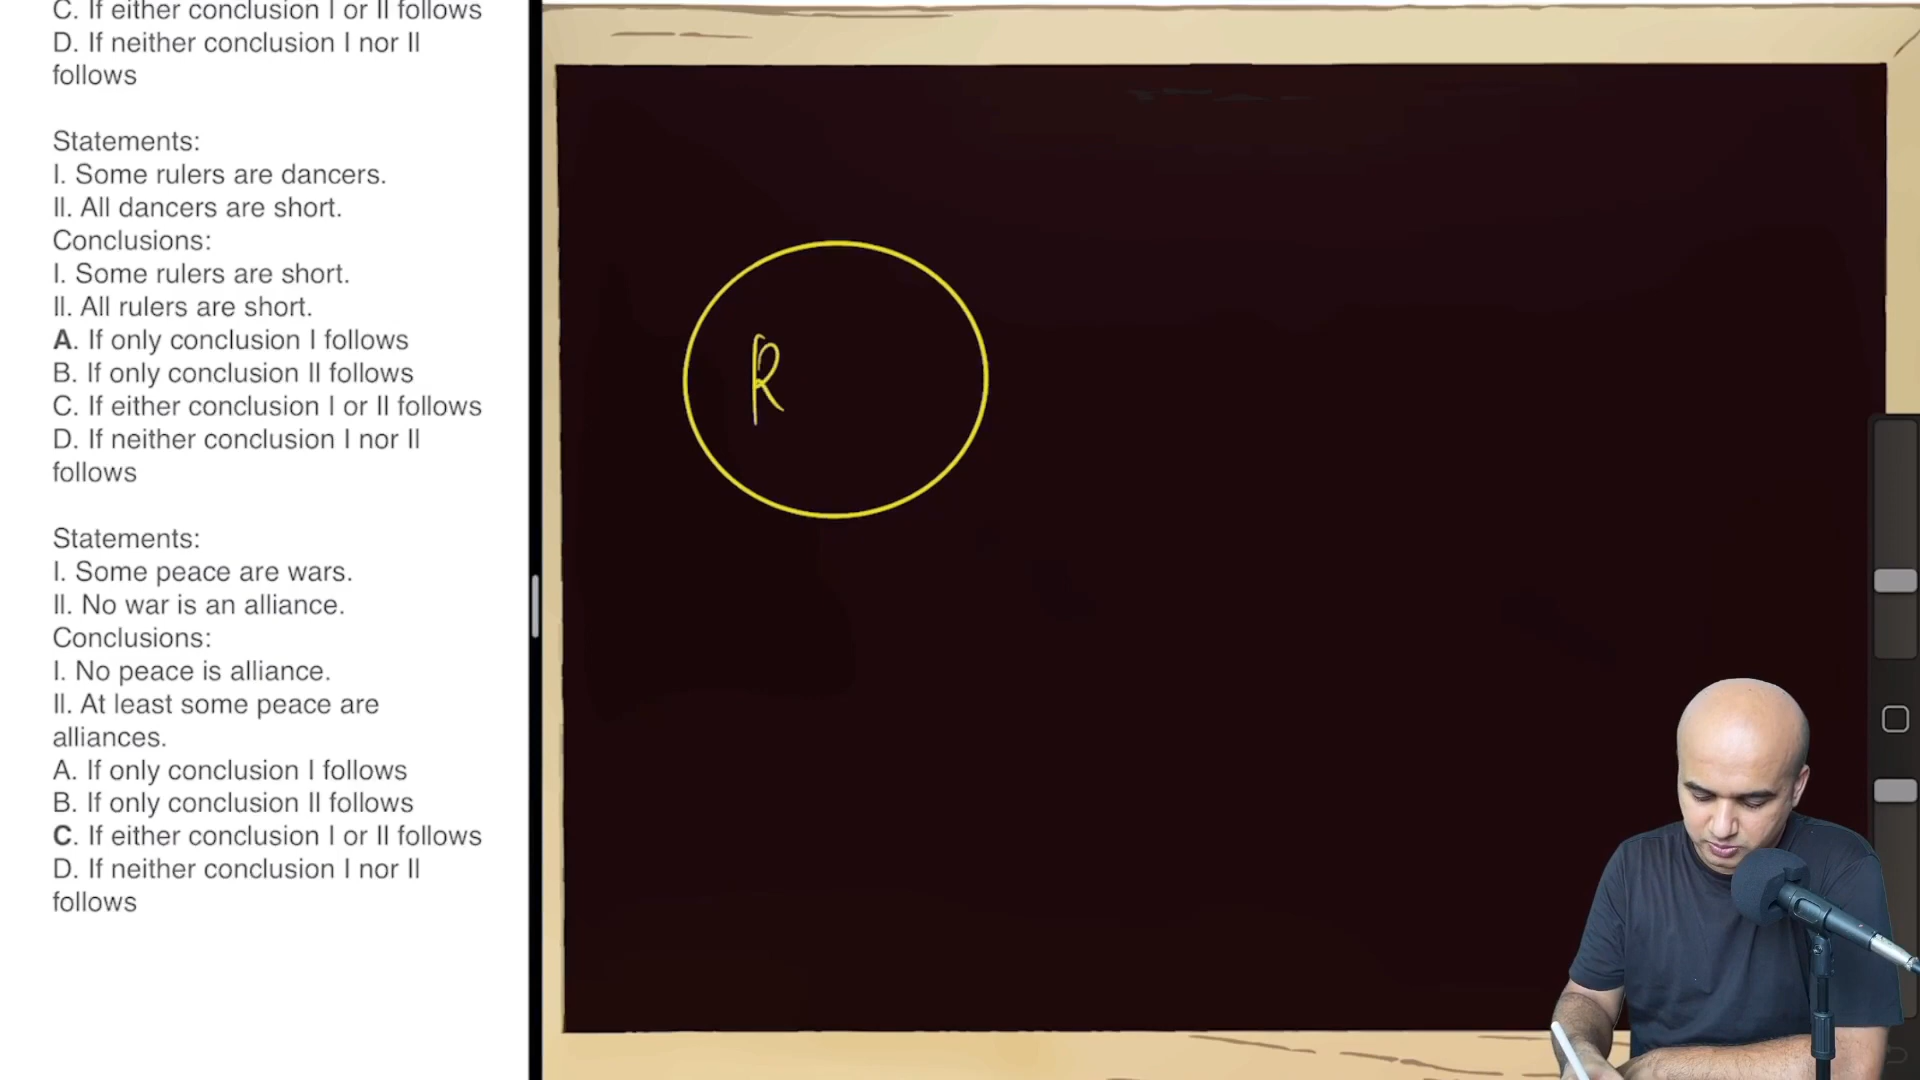 C. If either conclusion I or II follows
D. If neither conclusion I nor II
follows
Statements:
I. Some rulers are dancers.
II. All dancers are short.
Conclusions:
I. Some rulers are short.
II. All rulers are short.
A. If only conclusion I follows
B. If only conclusion II follows
C. If either conclusion I or II follows
D. If neither conclusion I nor II
follows
Statements:
I. Some peace are wars.
II. No war is an alliance.
Conclusions:
I. No peace is alliance.
II. At least some peace are
alliances.
A. If only conclusion I follows
B. If only conclusion II follows
C. If either conclusion I or II follows
D. If neither conclusion I nor II
follows
R